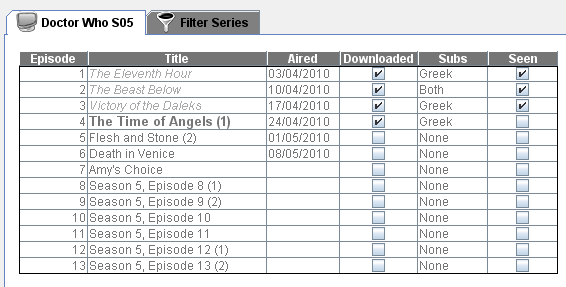 Doctor Who S05 Filter Series
Episode Title Aired Downloaded Subs Seen
1 The Eleventh Hour 03/04/2010 Greek
2 The Beast Below 10/04/2010 Both
3 Victory of the Daleks 17/04/2010 Greek
4 The Time of Angels (1) 24/04/2010 Greek
5 Flesh and Stone (2) 01/05/2010 None
6 Death in Venice 08/05/2010 None
7 Amy's Choice None
8 Season 5, Episode 8 (1) None
9 Season 5, Episode 9 (2) None
10 Season 5, Episode 10 None
11 Season 5, Episode 11 None
12 Season 5, Episode 12 (1) None
13 Season 5, Episode 13 (2) None